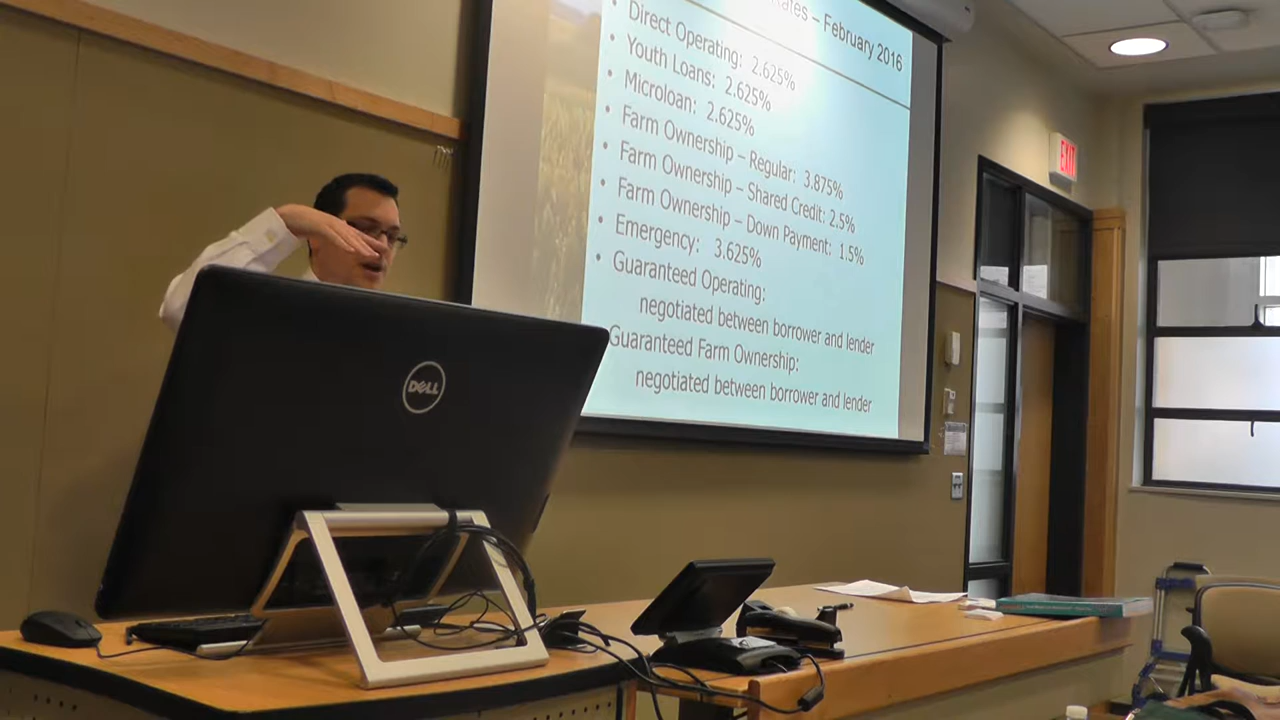 Rates – February 2016
• Direct Operating: 2.625%
• Youth Loans: 2.625%
• Microloan: 2.625%
• Farm Ownership – Regular: 3.875%
• Farm Ownership – Shared Credit: 2.5%
• Farm Ownership – Down Payment: 1.5%
• Emergency: 3.625%
• Guaranteed Operating:
negotiated between borrower and lender
Guaranteed Farm Ownership:
negotiated between borrower and lender
EXIT
DELL